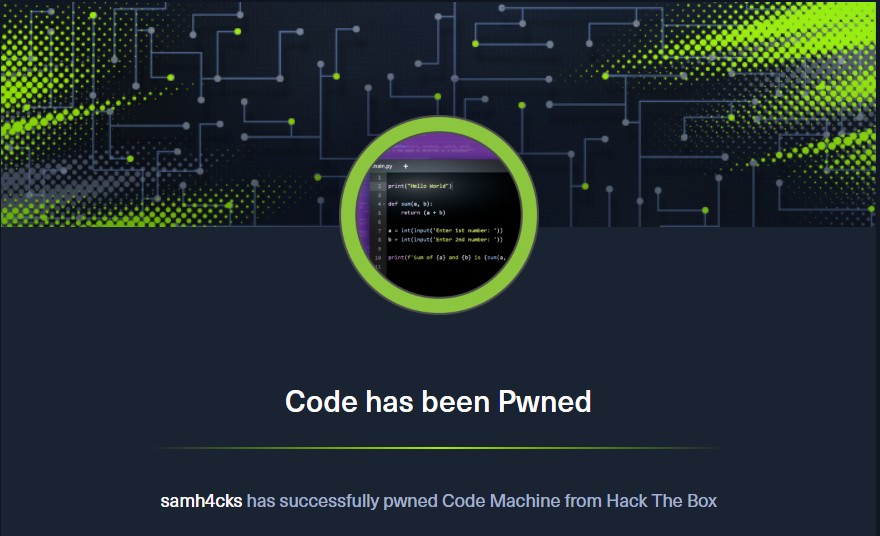 main.py +
1
2 print("Hello World")
3
4 def sum(a, b):
5 return (a + b)
6
7 a = int(input('Enter 1st number: '))
8 b = int(input('Enter 2nd number: '))
9
10 print(f'Sum of {a} and {b} is {sum(a,
11
Code has been Pwned
samh4cks has successfully pwned Code Machine from Hack The Box